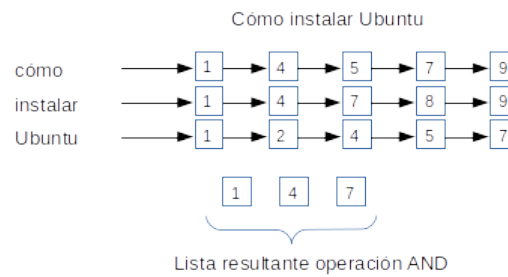 Cómo instalar Ubuntu
cómo 1 4 5 7 9
instalar 1 4 7 8 9
Ubuntu 1 2 4 5 7
1 4 7
Lista resultante operación AND